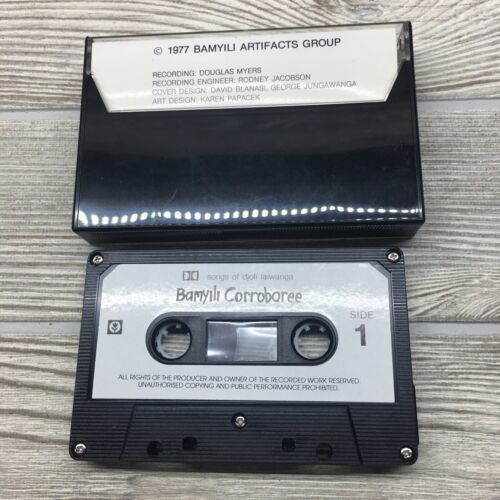 © 1977 BAMYILI ARTIFACTS GROUP
RECORDING: DOUGLAS MYERS
RECORDING ENGINEER: RODNEY JACOBSON
COVER DESIGN: DAVID BLANASI, GEORGE JUNGAWANGA
ART DESIGN: KAREN PAPACEK
songs of djoli laiwanga
Bamyili Corroboree
SIDE
1
ALL RIGHTS OF THE PRODUCER AND OWNER OF THE RECORDED WORK RESERVED.
UNAUTHORISED COPYING AND PUBLIC PERFORMANCE PROHIBITED.